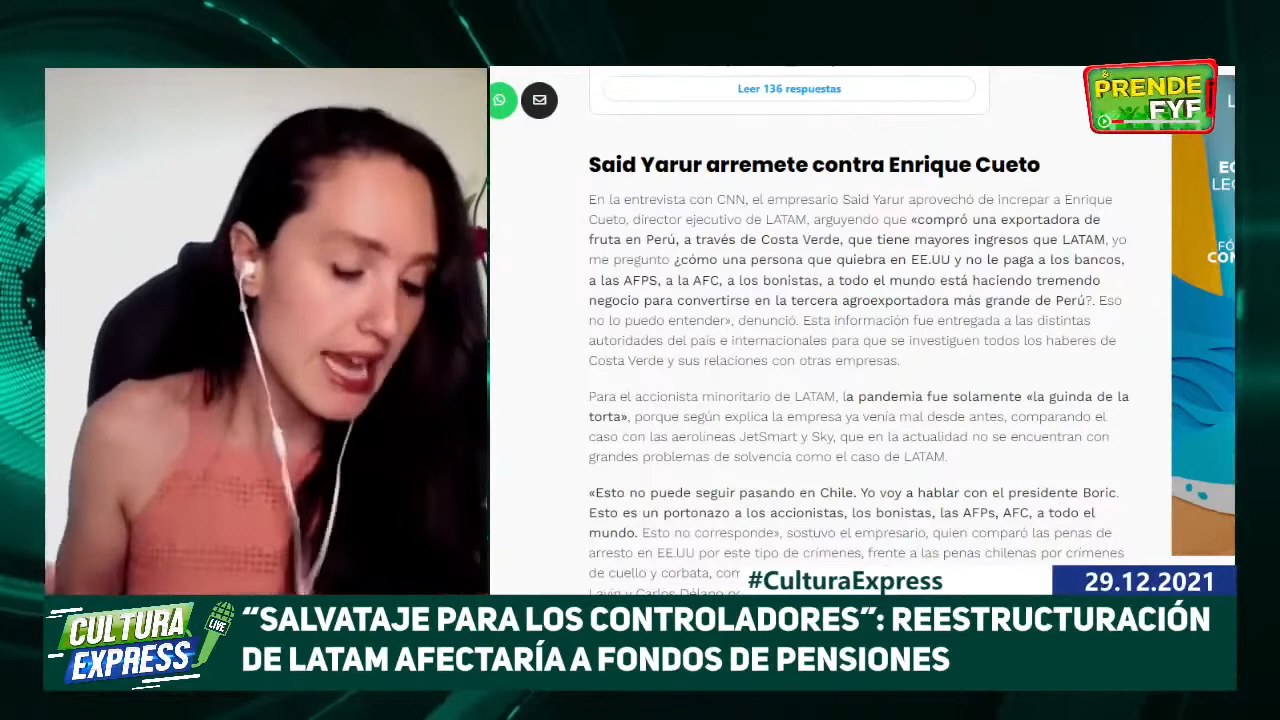 Leer 136 respuestas
EL
PRENDE
FYF
Said Yarur arremete contra Enrique Cueto
En la entrevista con CNN, el empresario Said Yarur aprovechó de increpar a Enrique
Cueto, director ejecutivo de LATAM, arguyendo que «compró una exportadora de
fruta en Perú, a través de Costa Verde, que tiene mayores ingresos que LATAM, yo
me pregunto ¿cómo una persona que quiebra en EE.UU y no le paga a los bancos,
a las AFPS, a la AFC, a los bonistas, a todo el mundo está haciendo tremendo
negocio para convertirse en la tercera agroexportadora más grande de Perú?. Eso
no lo puedo entender», denunció. Esta información fue entregada a las distintas
autoridades del país e internacionales para que se investiguen todos los haberes de
Costa Verde y sus relaciones con otras empresas.
Para el accionista minoritario de LATAM, la pandemia fue solamente «la guinda de la
torta», porque según explica la empresa ya venía mal desde antes, comparando el
caso con las aerolíneas JetSmart y Sky, que en la actualidad no se encuentran con
grandes problemas de solvencia como el caso de LATAM.
«Esto no puede seguir pasando en Chile. Yo voy a hablar con el presidente Boric.
Esto es un portonazo a los accionistas, los bonistas, las AFPs, AFC, a todo el
mundo. Esto no corresponde», sostuvo el empresario, quien comparó las penas de
arresto en EE.UU por este tipo de crímenes, frente a las penas chilenas por crímenes
de cuello y corbata,
#CulturaExpress
29.12.2021
CULTURA
EXPRESS
LIVE
“SALVATAJE PARA LOS CONTROLADORES”: REESTRUCTURACIÓN
DE LATAM AFECTARÍA A FONDOS DE PENSIONES